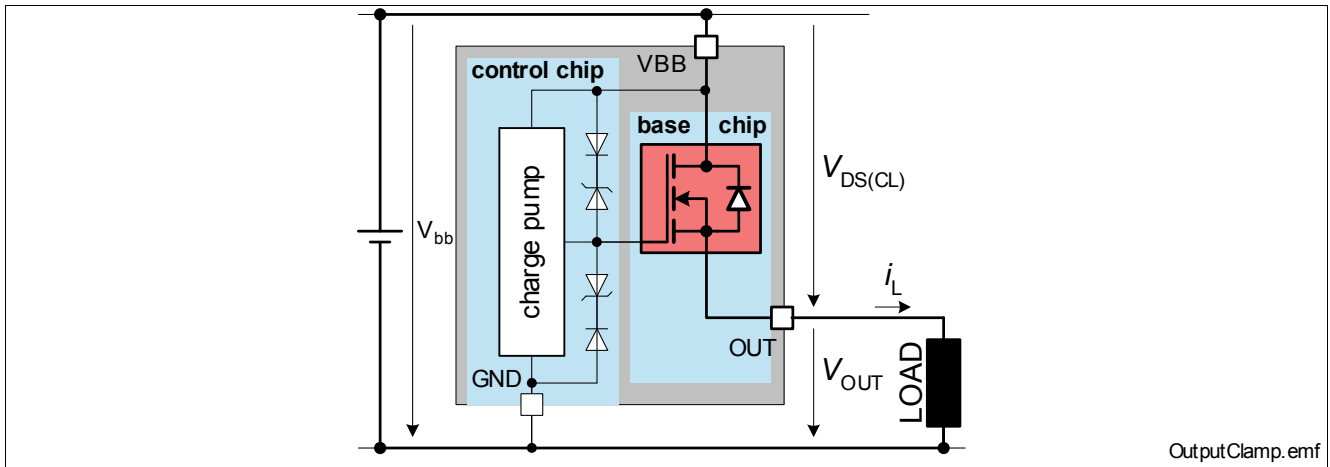 VBB
control chip
base chip
V_DS(CL)
V_bb
charge pump
i_L
OUT
GND
V_OUT
LOAD
OutputClamp.emf